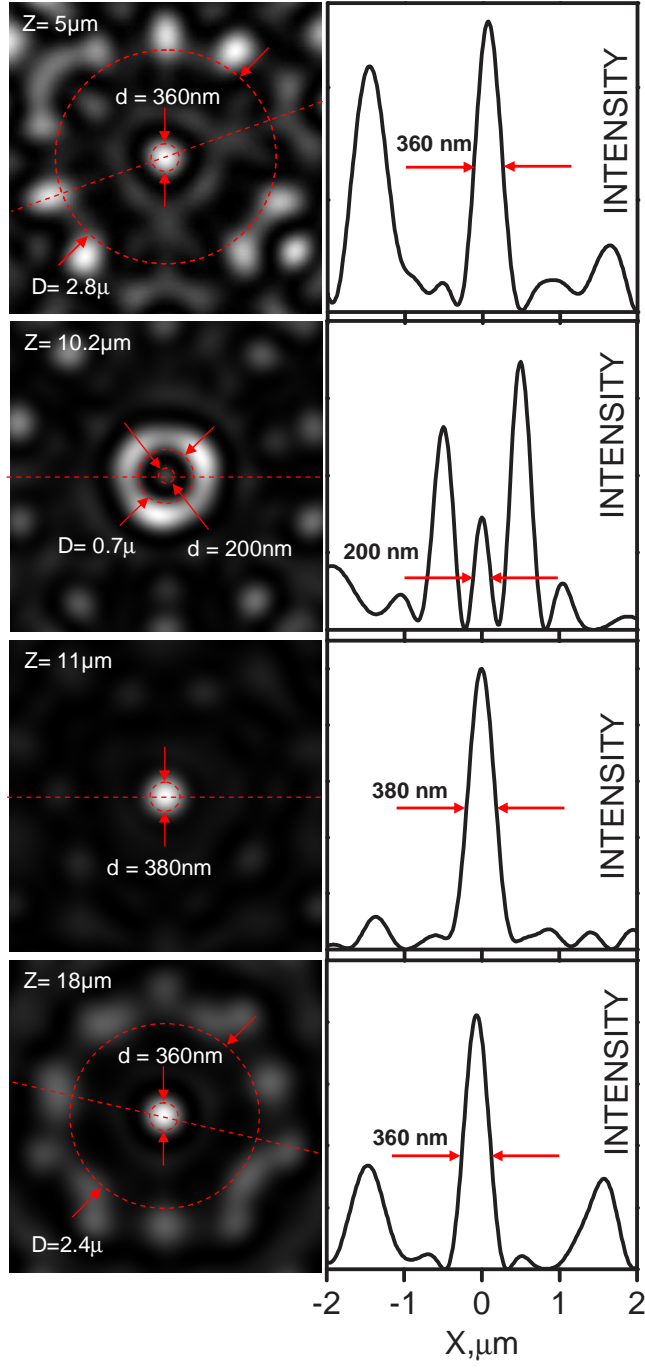 Z= 5μm
d = 360nm
D= 2.8μ
360 nm
INTENSITY
Z= 10.2μm
D= 0.7μ
d = 200nm
200 nm
INTENSITY
Z= 11μm
d = 380nm
380 nm
INTENSITY
Z= 18μm
d = 360nm
D=2.4μ
360 nm
INTENSITY
-2 -1 0 1 2
X,μm